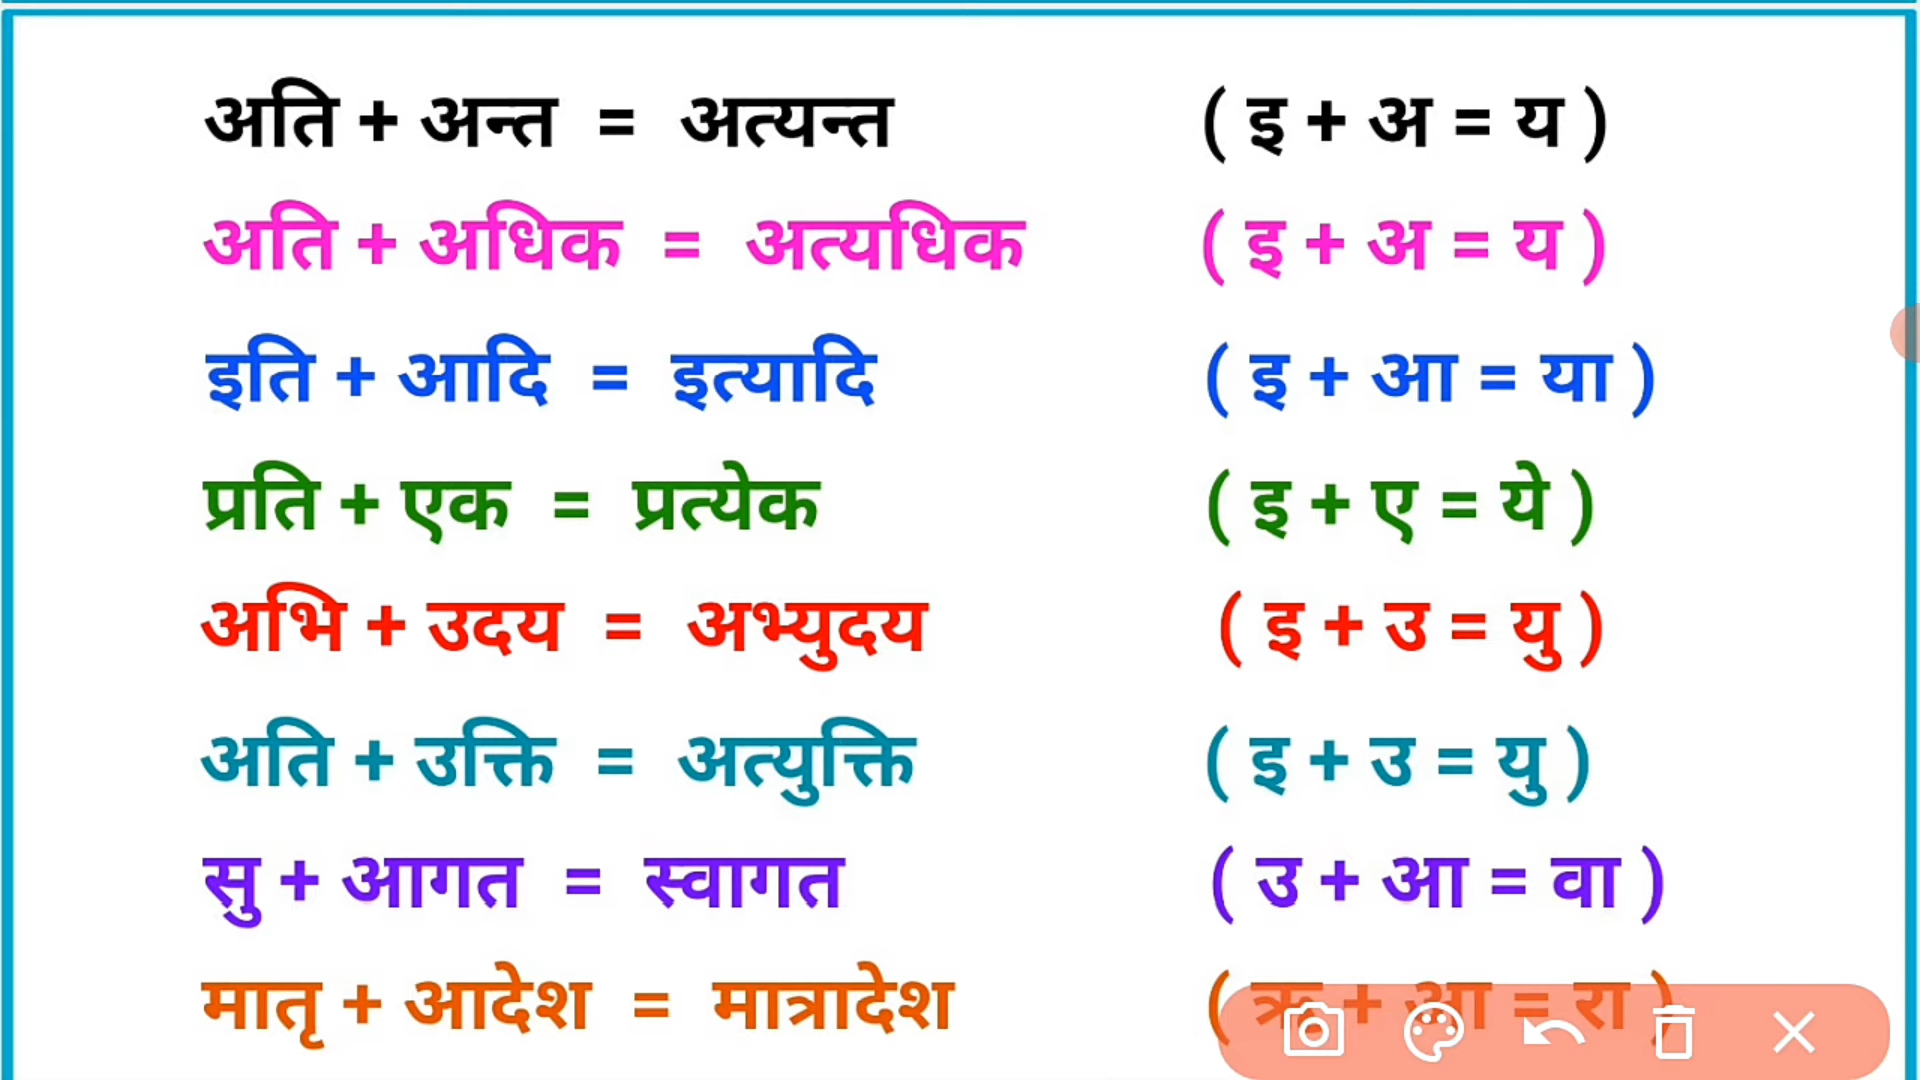 अति + अन्त = अत्यन्त ( इ + अ = य )
अति + अधिक = अत्यधिक ( इ + अ = य )
इति + आदि = इत्यादि ( इ + आ = या )
प्रति + एक = प्रत्येक ( इ + ए = ये )
अभि + उदय = अभ्युदय ( इ + उ = यु )
अति + उक्ति = अत्युक्ति ( इ + उ = यु )
सु + आगत = स्वागत ( उ + आ = वा )
मातृ + आदेश = मात्रादेश ( ऋ + आ = रा )